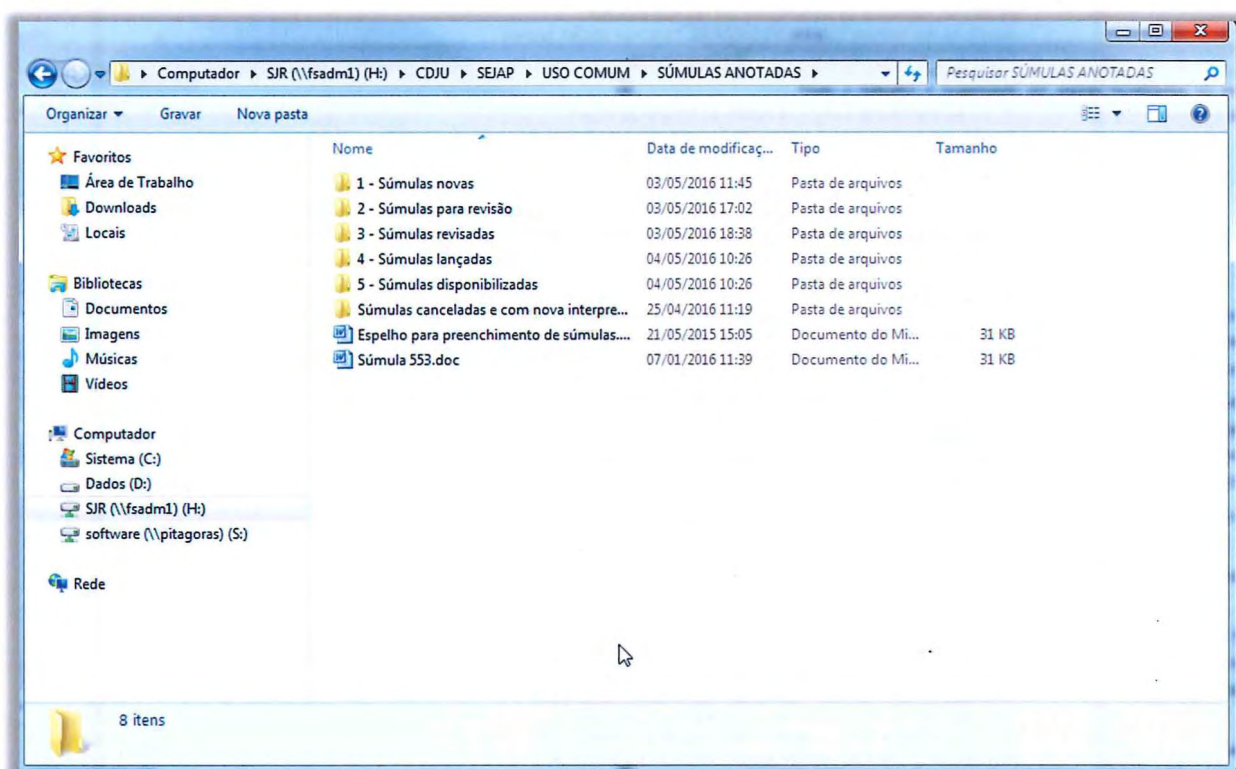 Computador ▸ SJR (\\fsadm1) (H:) ▸ CDJU ▸ SEJAP ▸ USO COMUM ▸ SÚMULAS ANOTADAS ▸ Pesquisar SÚMULAS ANOTADAS
Organizar Gravar Nova pasta
Nome Data de modificaç... Tipo Tamanho
Favoritos
Área de Trabalho
Downloads
Locais
Bibliotecas
Documentos
Imagens
Músicas
Vídeos
Computador
Sistema (C:)
Dados (D:)
SJR (\\fsadm1) (H:)
software (\\pitagoras) (S:)
Rede
1 - Súmulas novas 03/05/2016 11:45 Pasta de arquivos
2 - Súmulas para revisão 03/05/2016 17:02 Pasta de arquivos
3 - Súmulas revisadas 03/05/2016 18:38 Pasta de arquivos
4 - Súmulas lançadas 04/05/2016 10:26 Pasta de arquivos
5 - Súmulas disponibilizadas 04/05/2016 10:26 Pasta de arquivos
Súmulas canceladas e com nova interpre... 25/04/2016 11:19 Pasta de arquivos
Espelho para preenchimento de súmulas.... 21/05/2015 15:05 Documento do Mi... 31 KB
Súmula 553.doc 07/01/2016 11:39 Documento do Mi... 31 KB
8 itens